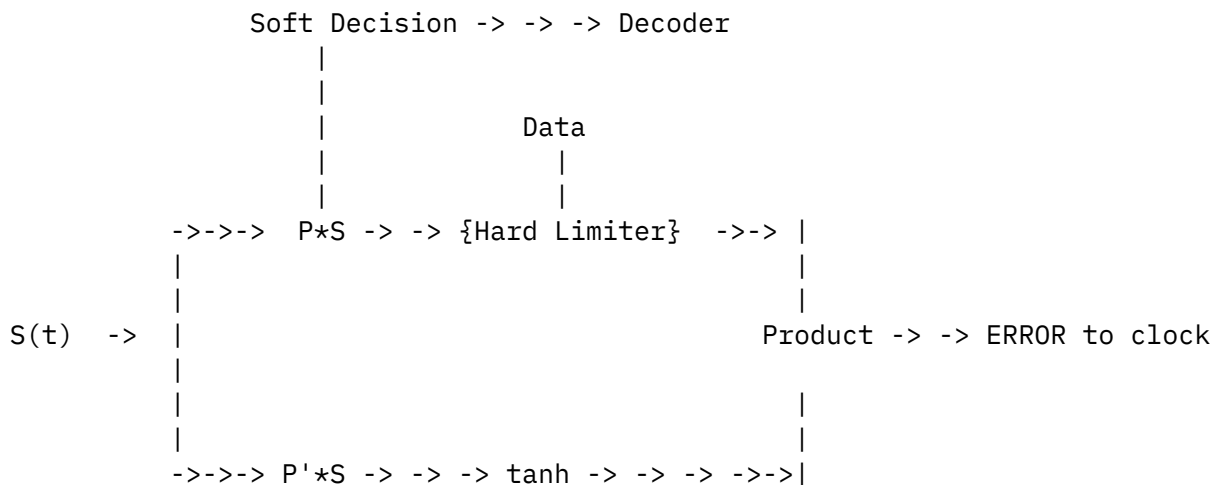 Soft Decision -> -> -> Decoder
|
|
| Data
| |
| |
->->-> P*S -> -> {Hard Limiter} ->-> |
| |
| |
S(t) -> | Product -> -> ERROR to clock
|
| |
| |
->->-> P'*S -> -> -> tanh -> -> -> ->->|